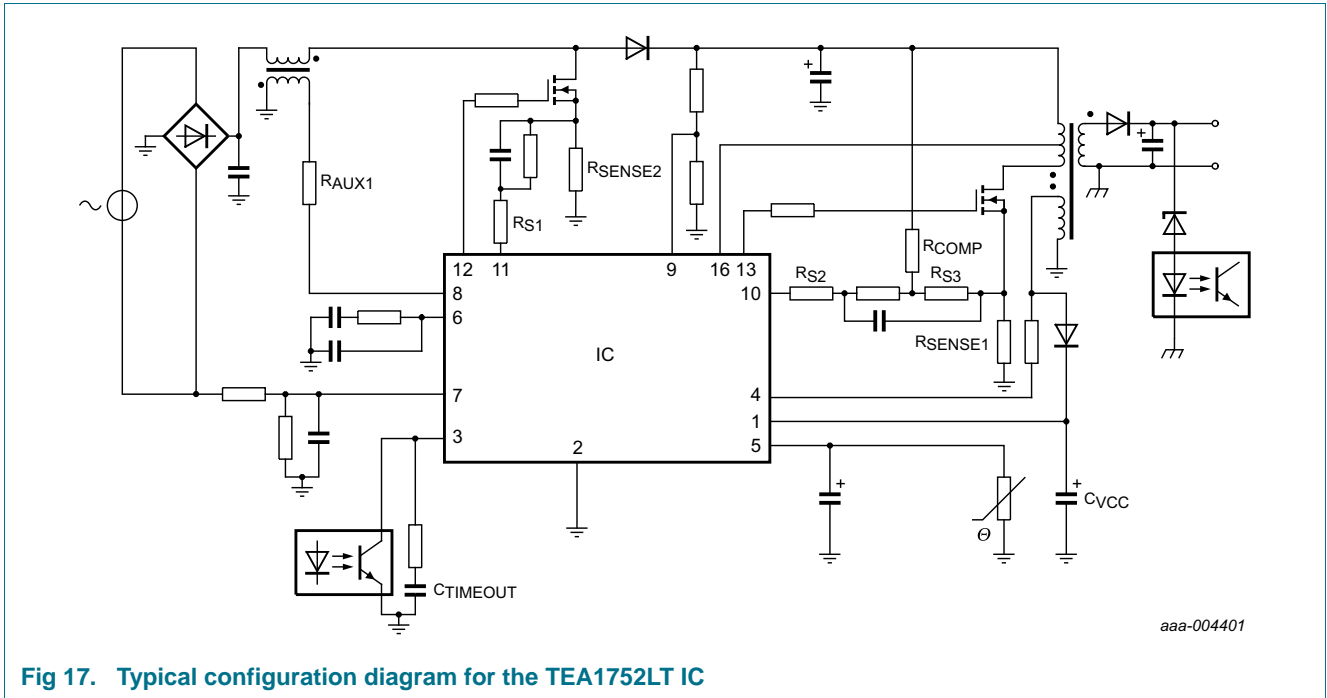 RAUX1
RSENSE2
RS1
12
11
9
16
13
RCOMP
8
10
RS2
RS3
6
RSENSE1
IC
7
4
1
3
2
5
CVCC
Θ
CTIMEOUT
aaa-004401
Fig 17. Typical configuration diagram for the TEA1752LT IC